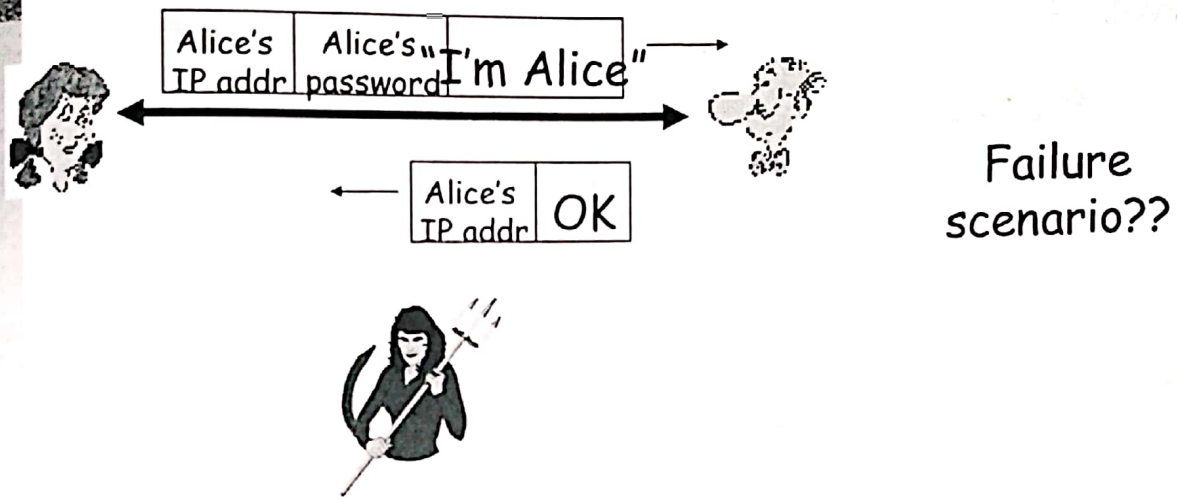 Alice's
IP addr
Alice's
password
"I'm Alice"
Alice's
IP addr
OK
Failure
scenario??